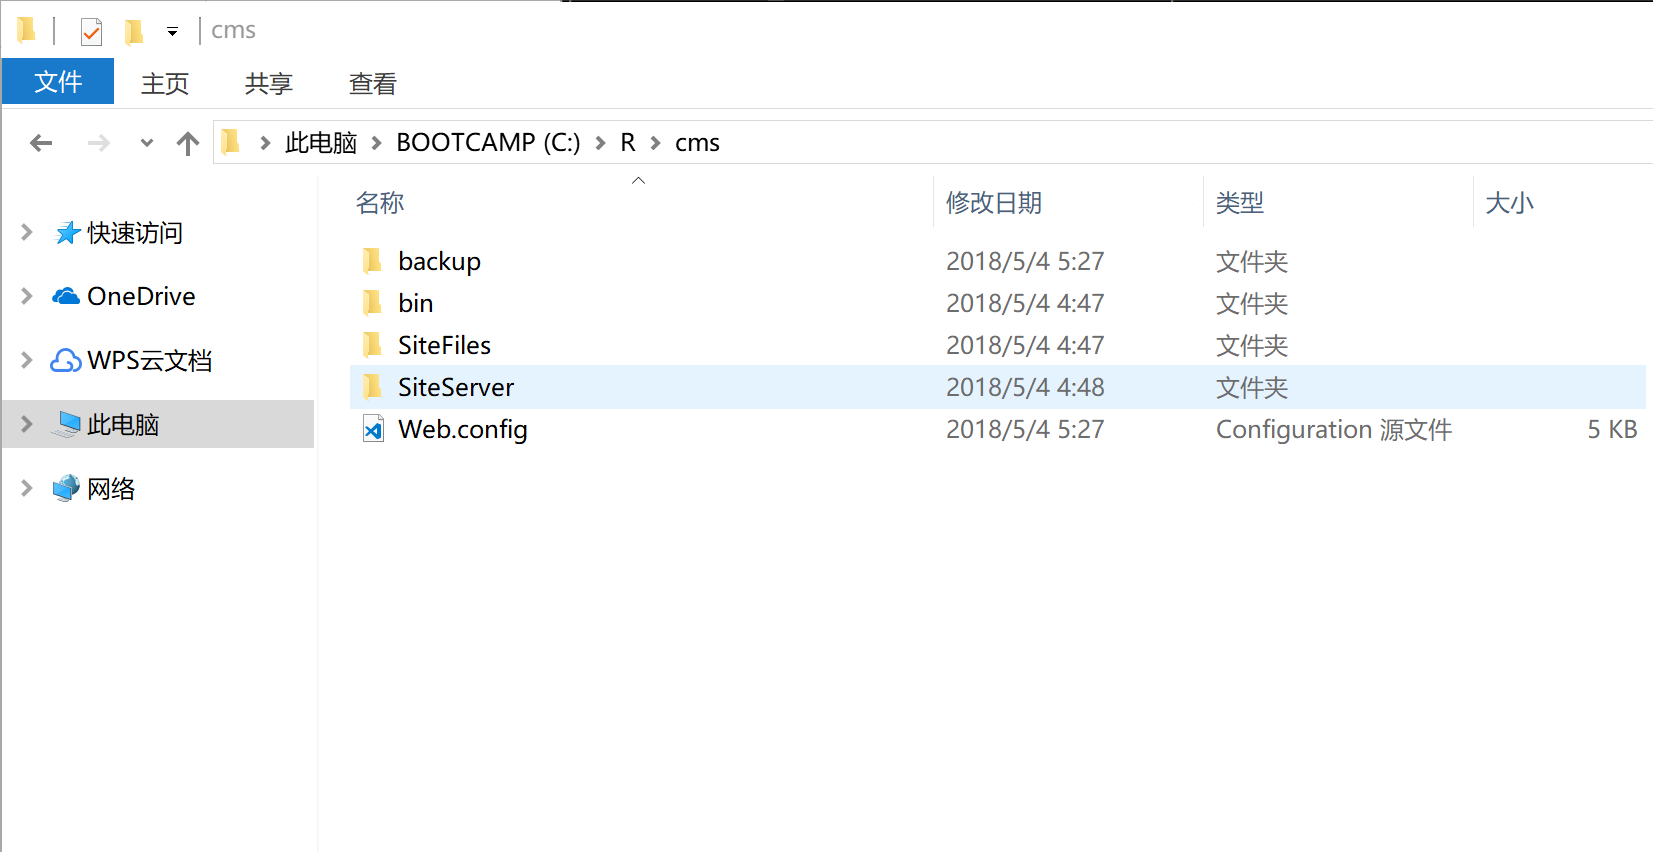 cms
文件 主页 共享 查看
此电脑 BOOTCAMP (C:) R cms
名称 修改日期 类型 大小
快速访问
OneDrive
WPS云文档
此电脑
网络
backup 2018/5/4 5:27 文件夹
bin 2018/5/4 4:47 文件夹
SiteFiles 2018/5/4 4:47 文件夹
SiteServer 2018/5/4 4:48 文件夹
Web.config 2018/5/4 5:27 Configuration 源文件 5 KB